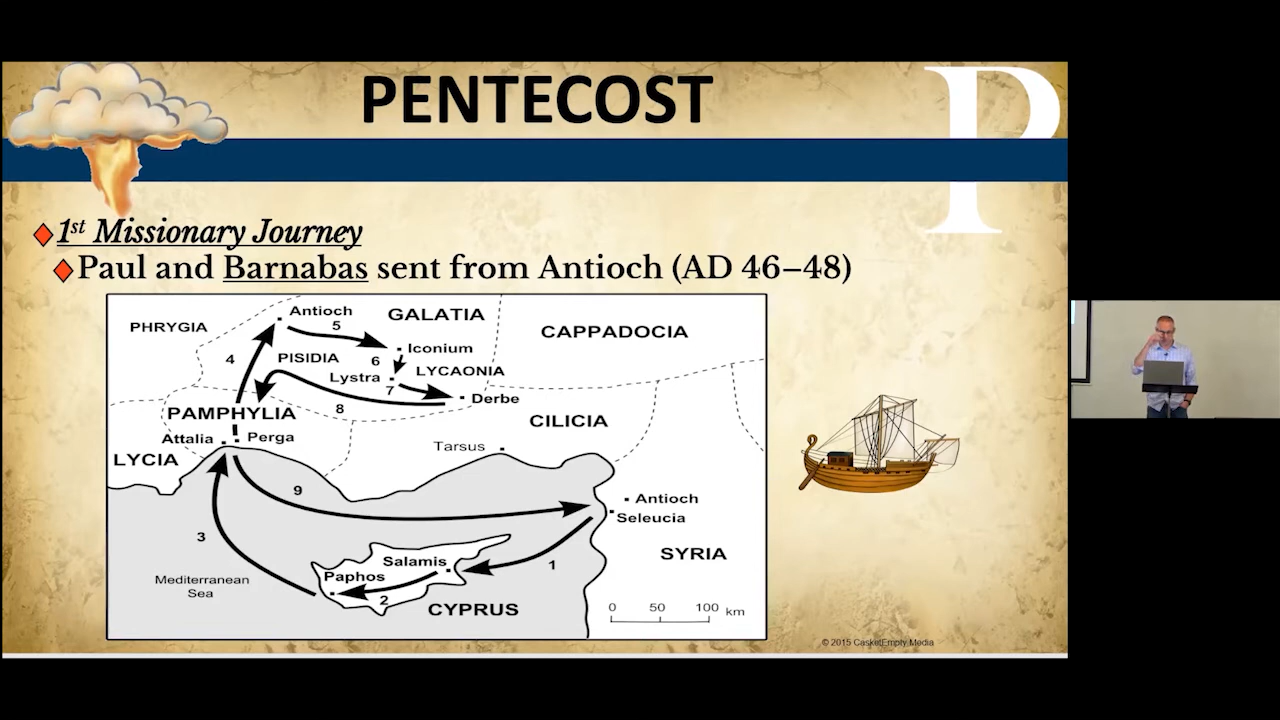 PENTECOST
P
1st Missionary Journey
Paul and Barnabas sent from Antioch (AD 46–48)
Antioch
GALATIA
PHRYGIA
5
CAPPADOCIA
Iconium
4
PISIDIA
6
LYCAONIA
Lystra
7
Derbe
8
PAMPHYLIA
CILICIA
Attalia
Perga
Tarsus
LYCIA
9
Antioch
Seleucia
3
SYRIA
Salamis
1
Paphos
Mediterranean
Sea
2
CYPRUS
0 50 100 km
© 2015 CasketEmpty Media